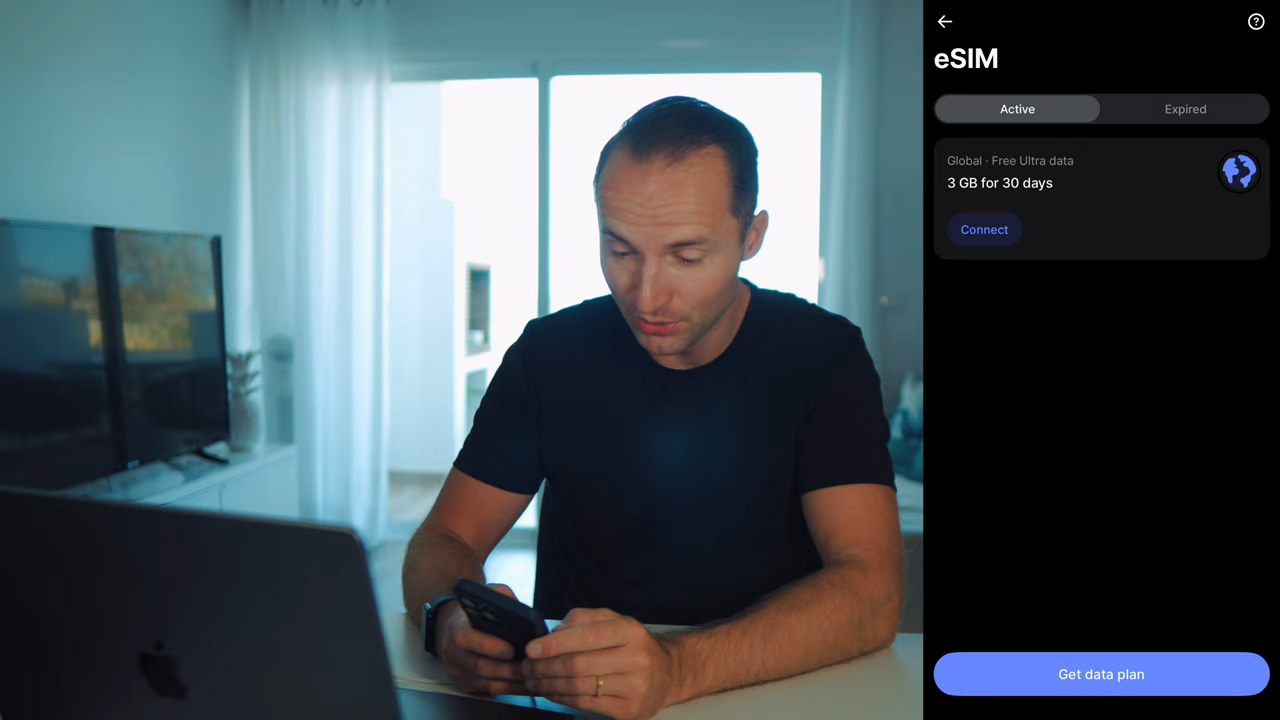 eSIM
Active
Expired
Global · Free Ultra data
3 GB for 30 days
Connect
Get data plan